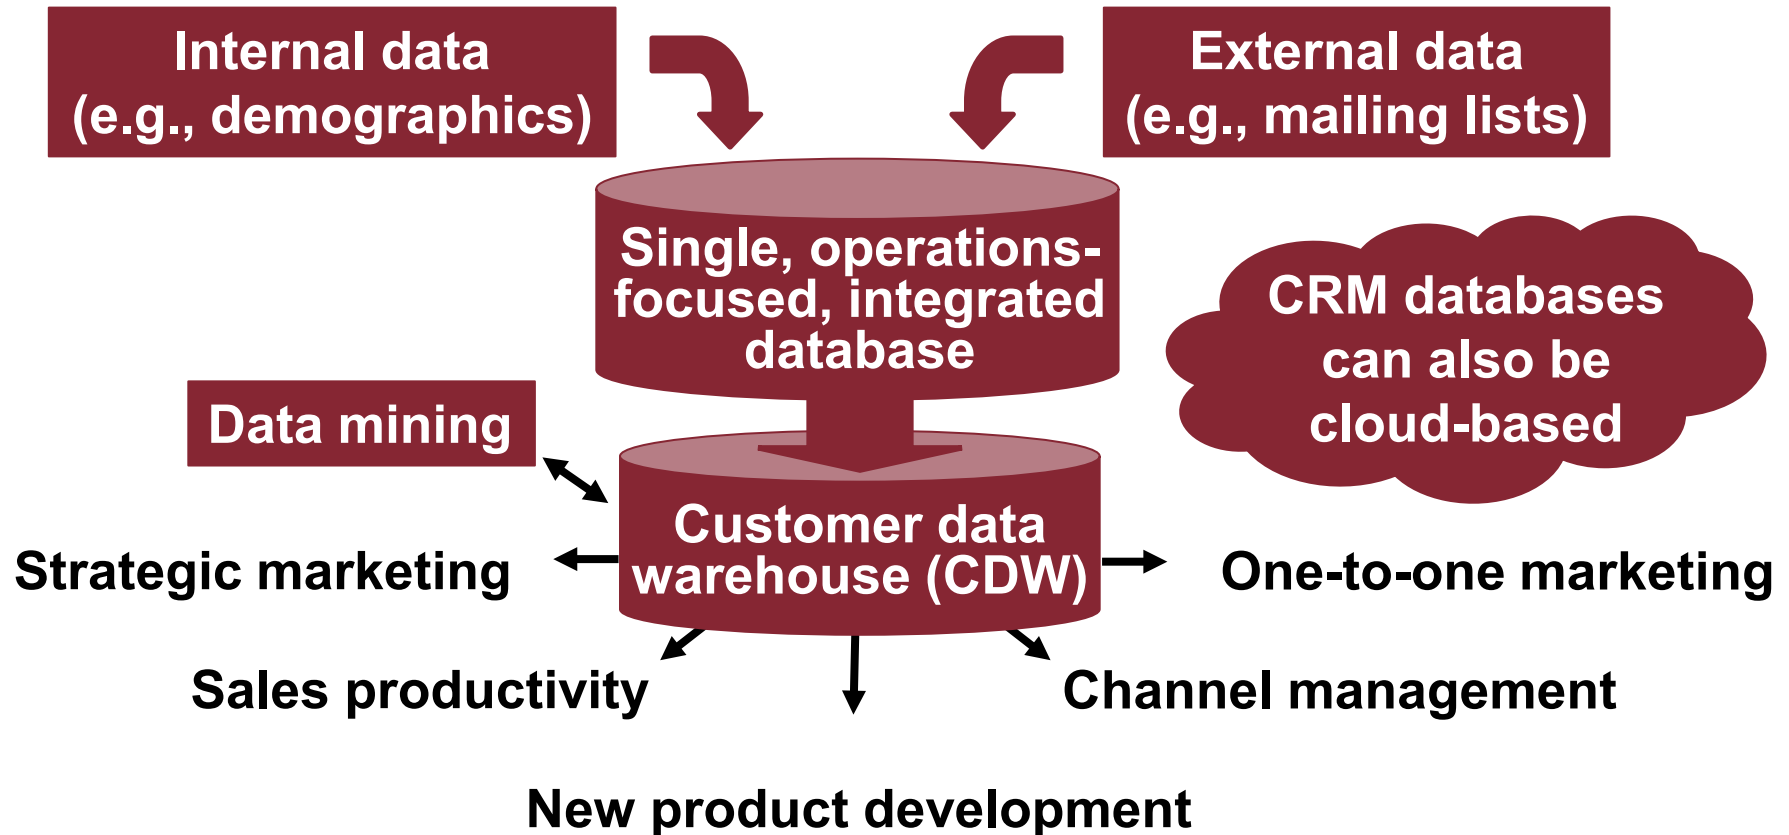 Internal data
(e.g., demographics)
External data
(e.g., mailing lists)
Single, operations-
focused, integrated
database
CRM databases
can also be
cloud-based
Data mining
Customer data
warehouse (CDW)
Strategic marketing
One-to-one marketing
Sales productivity
Channel management
New product development